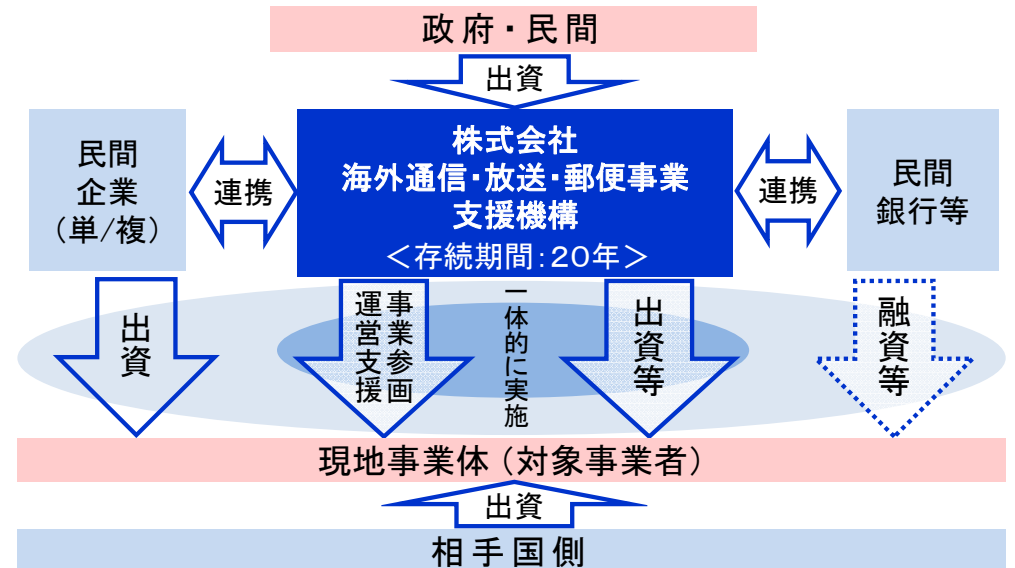 政府・民間
出資
民間
企業
(単/複)
連携
株式会社
海外通信・放送・郵便事業
支援機構
<存続期間：20年>
連携
民間
銀行等
出資
事業参画
運営支援
一体的に実施
出資等
融資等
現地事業体(対象事業者)
出資
相手国側